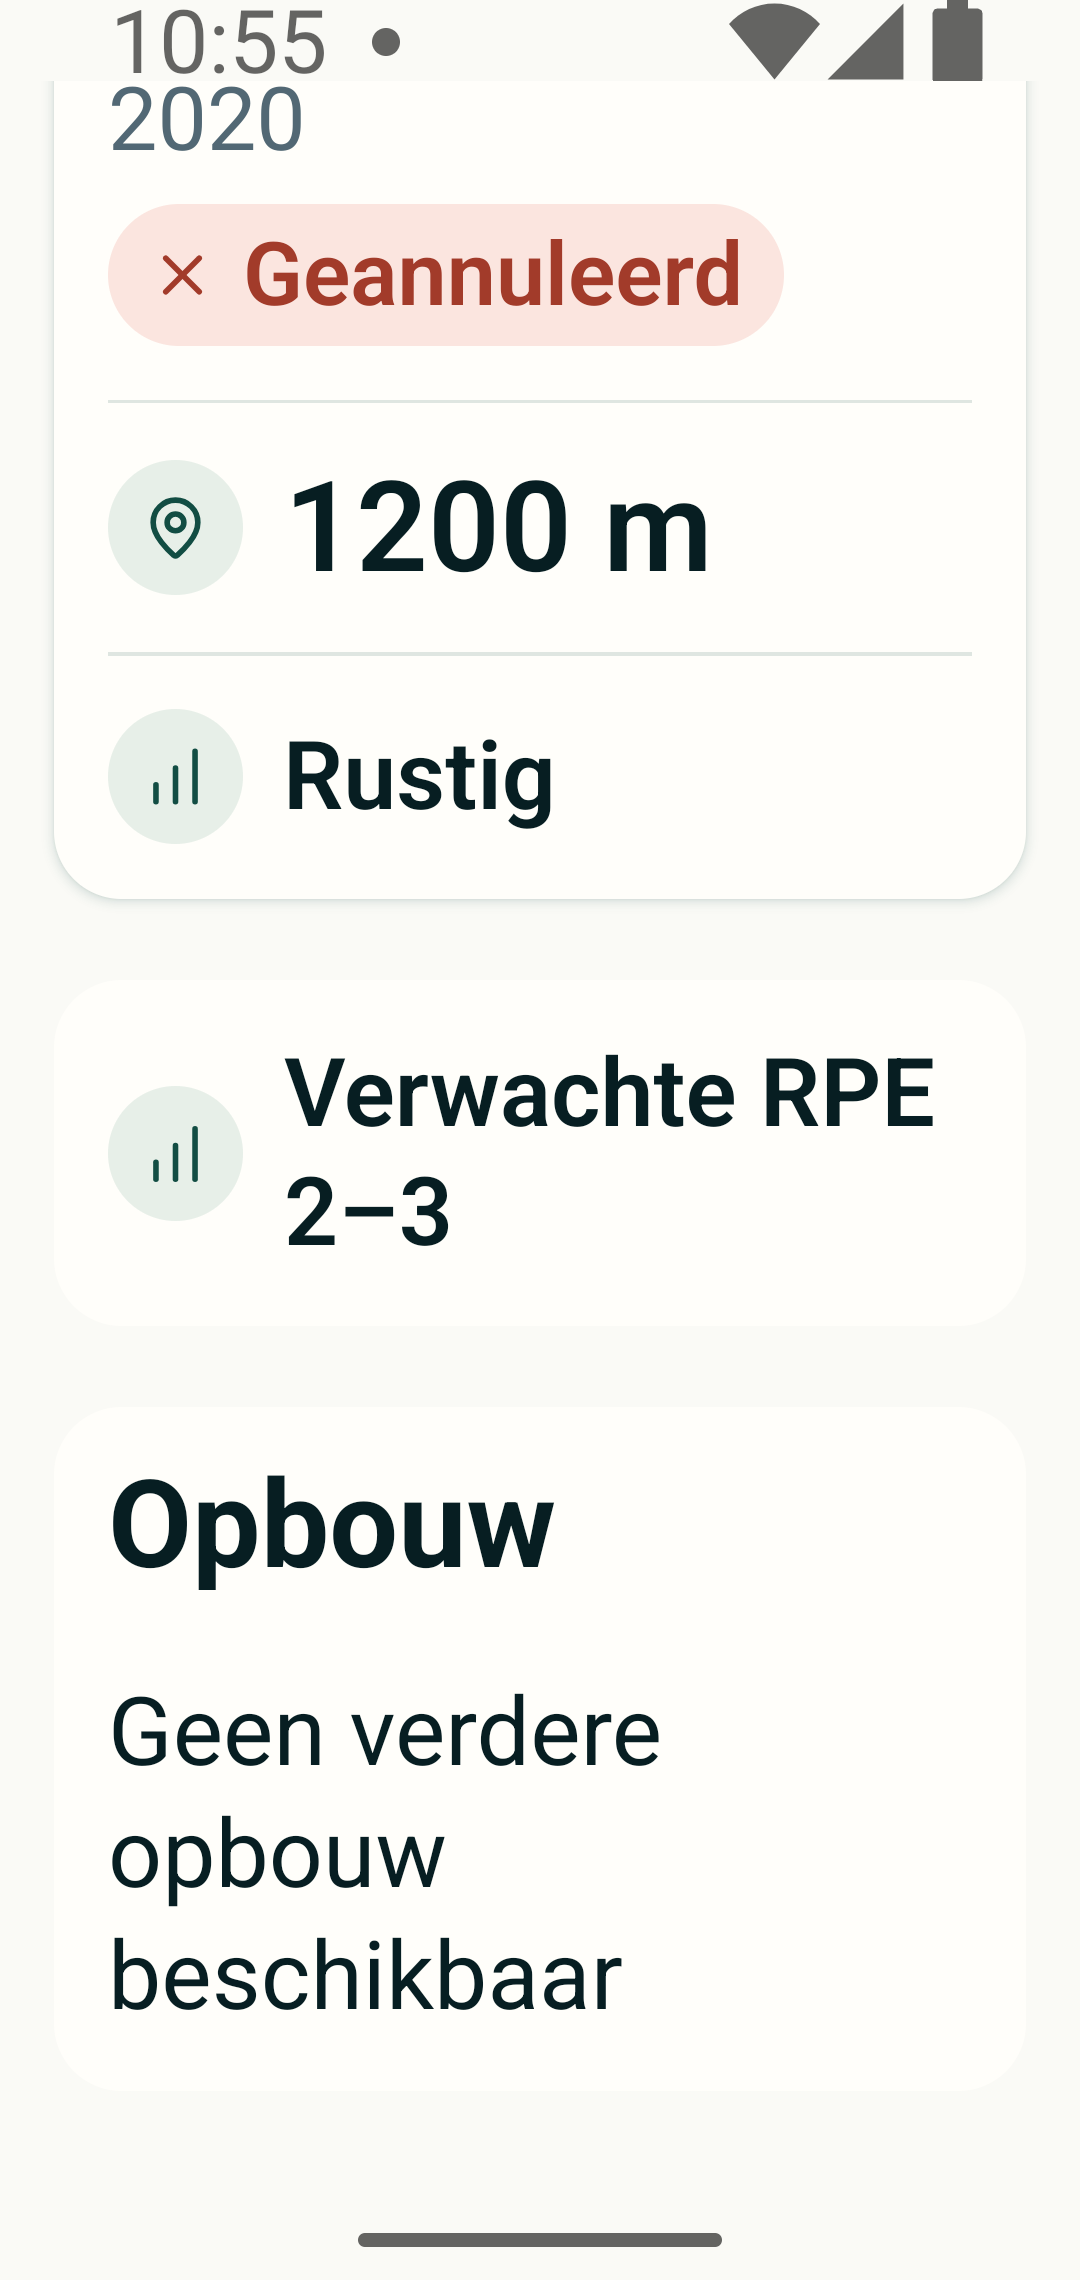 10:55
2020
Geannuleerd
1200 m
Rustig
Verwachte RPE
2–3
Opbouw
Geen verdere
opbouw
beschikbaar